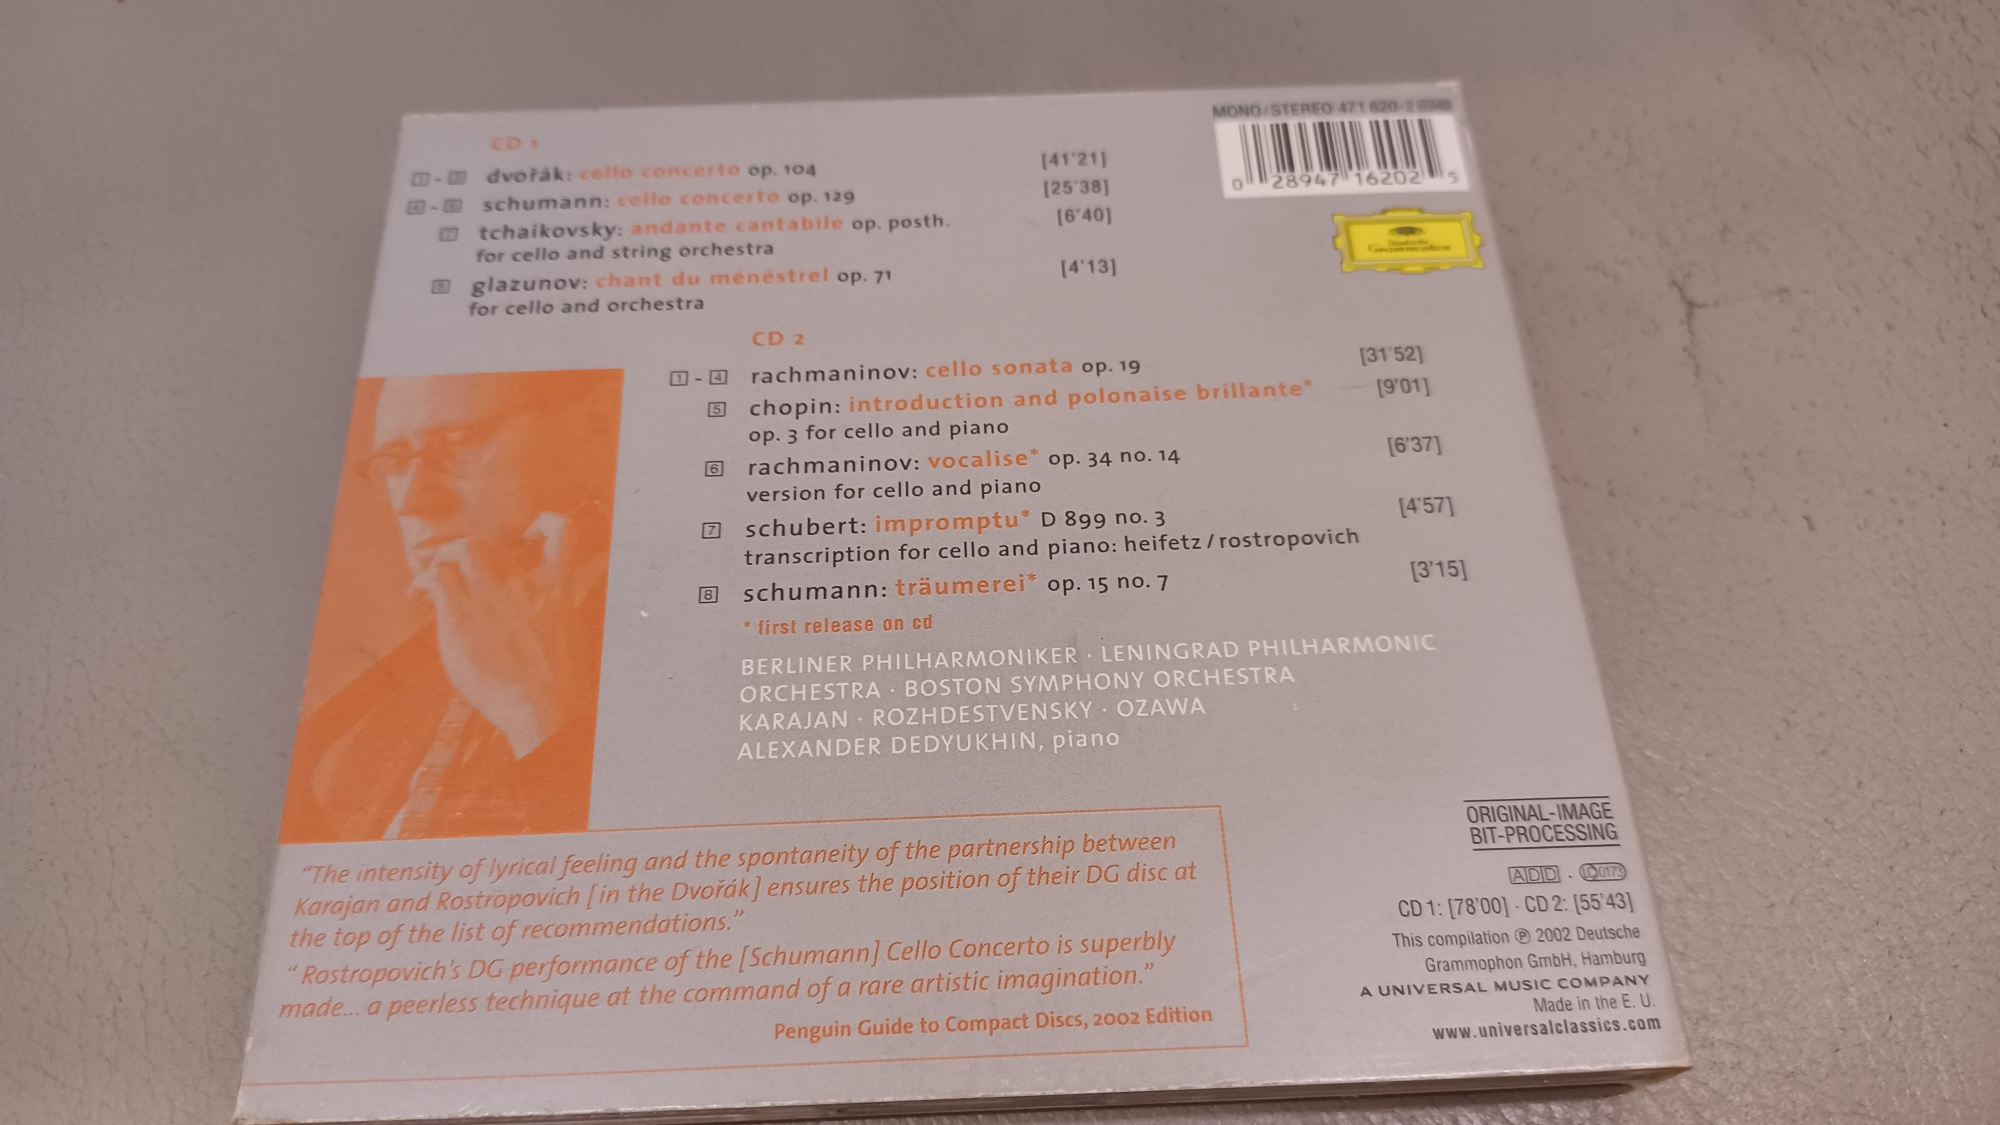 MONO/STEREO 471 620-2
0 28947 16202 5
Deutsche
Grammophon
CD 1
1 - 3 dvořák: cello concerto op. 104 [41'21]
4 - 6 schumann: cello concerto op. 129 [25'38]
7 tchaikovsky: andante cantabile op. posth. [6'40]
for cello and string orchestra
8 glazunov: chant du ménéstrel op. 71 [4'13]
for cello and orchestra
CD 2
1 - 4 rachmaninov: cello sonata op. 19 [31'52]
5 chopin: introduction and polonaise brillante* [9'01]
op. 3 for cello and piano
6 rachmaninov: vocalise* op. 34 no. 14 [6'37]
version for cello and piano
7 schubert: impromptu* D 899 no. 3 [4'57]
transcription for cello and piano: heifetz / rostropovich
8 schumann: träumerei* op. 15 no. 7 [3'15]
* first release on cd
BERLINER PHILHARMONIKER · LENINGRAD PHILHARMONIC
ORCHESTRA · BOSTON SYMPHONY ORCHESTRA
KARAJAN · ROZHDESTVENSKY · OZAWA
ALEXANDER DEDYUKHIN, piano
"The intensity of lyrical feeling and the spontaneity of the partnership between
Karajan and Rostropovich [in the Dvořák] ensures the position of their DG disc at
the top of the list of recommendations."
"Rostropovich's DG performance of the [Schumann] Cello Concerto is superbly
made... a peerless technique at the command of a rare artistic imagination."
Penguin Guide to Compact Discs, 2002 Edition
ORIGINAL-IMAGE
BIT-PROCESSING
ADD · LC 0173
CD 1: [78'00] · CD 2: [55'43]
This compilation ℗ 2002 Deutsche
Grammophon GmbH, Hamburg
A UNIVERSAL MUSIC COMPANY
Made in the E. U.
www.universalclassics.com